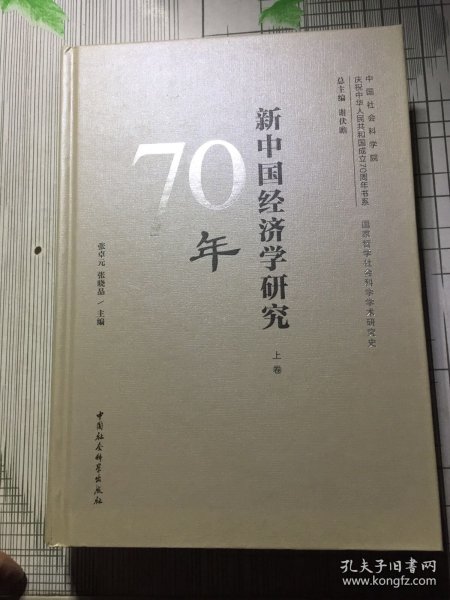 中国社会科学院
庆祝中华人民共和国成立70周年书系
国家哲学社会科学学术研究史
总主编 谢伏瞻
新中国经济学研究
70
年
上卷
张卓元 张晓晶 / 主编
中国社会科学出版社
孔夫子旧书网
www.kongfz.com